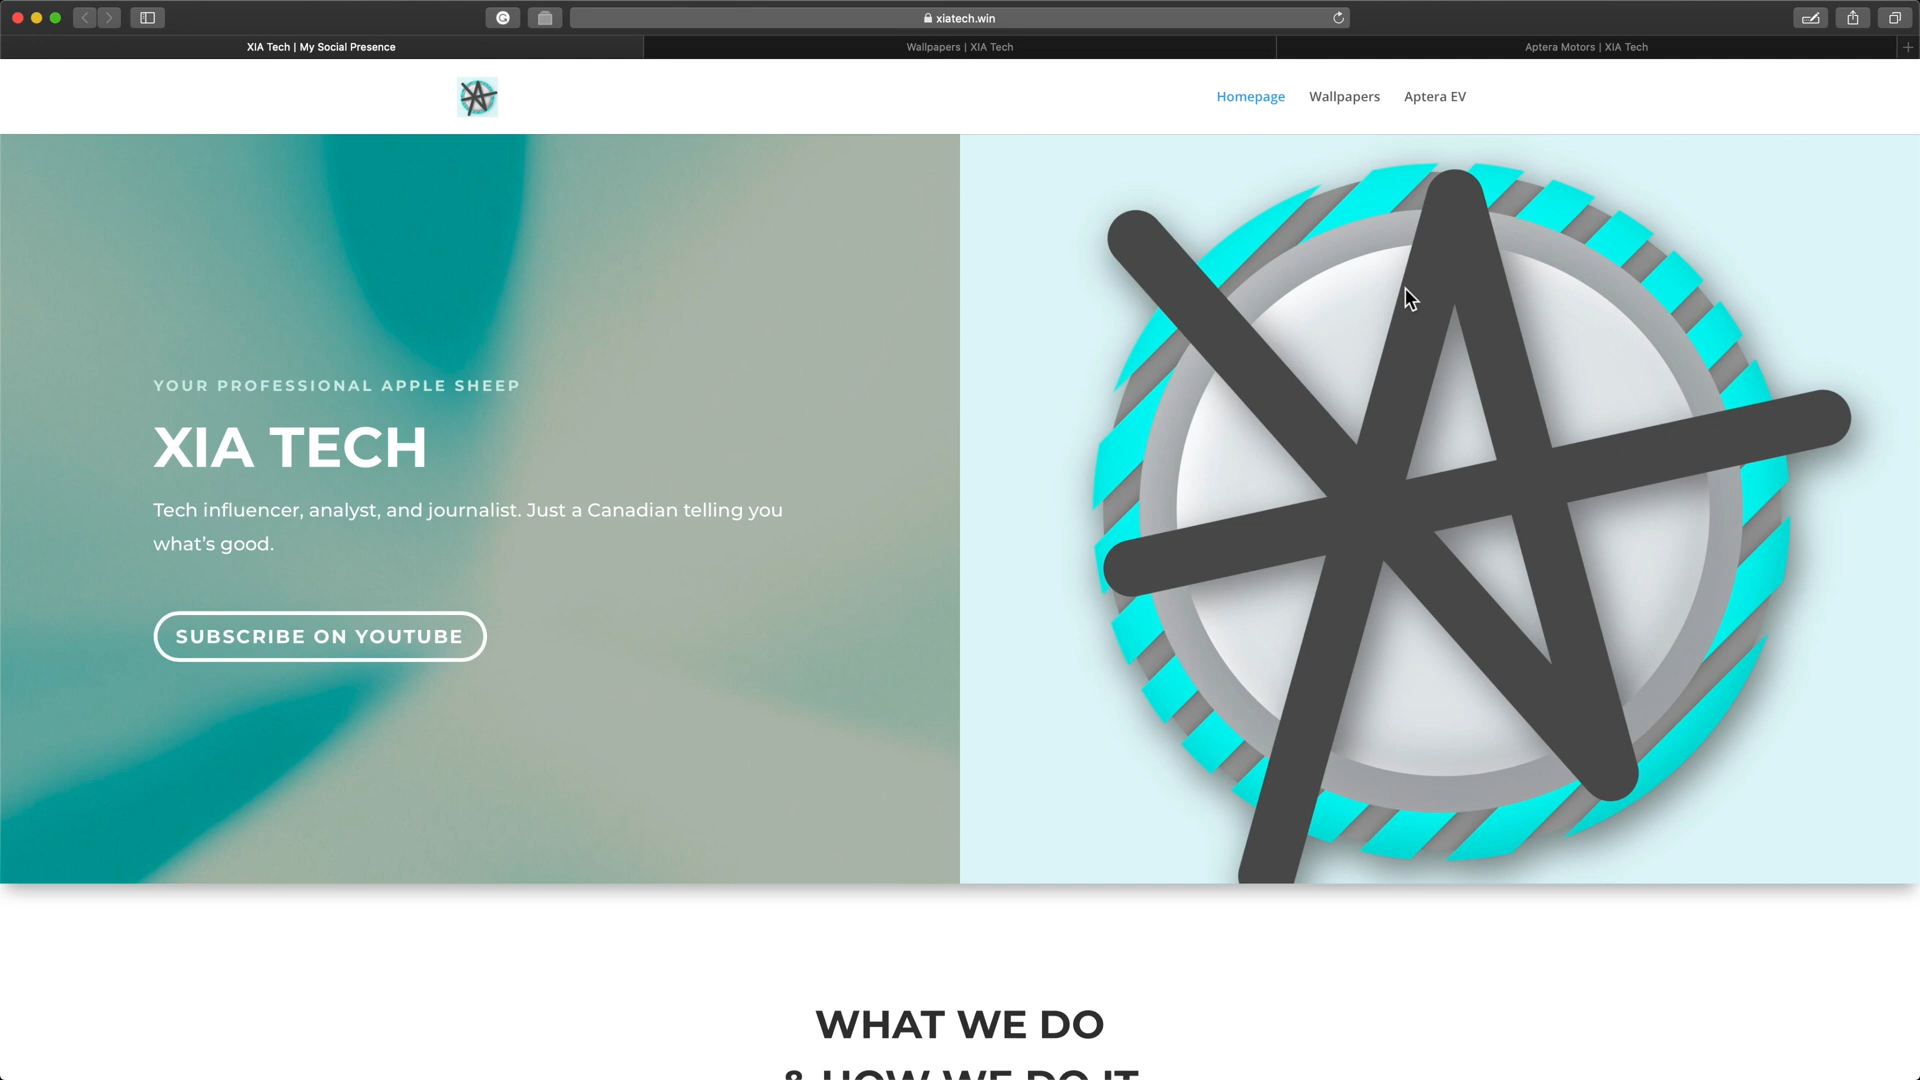 xiatech.win
XIA Tech | My Social Presence
Wallpapers | XIA Tech
Aptera Motors | XIA Tech
Homepage
Wallpapers
Aptera EV
YOUR PROFESSIONAL APPLE SHEEP
XIA TECH
Tech influencer, analyst, and journalist. Just a Canadian telling you
what's good.
SUBSCRIBE ON YOUTUBE
WHAT WE DO
& HOW WE DO IT